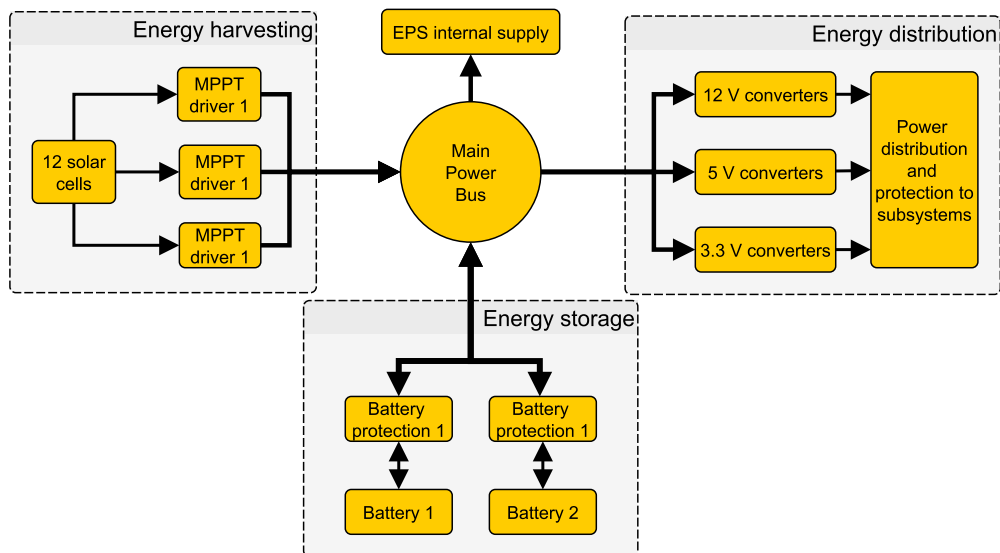 Energy harvesting
12 solar
cells
MPPT
driver 1
MPPT
driver 1
MPPT
driver 1
EPS internal supply
Main
Power
Bus
Energy distribution
12 V converters
5 V converters
3.3 V converters
Power
distribution
and
protection to
subsystems
Energy storage
Battery
protection 1
Battery
protection 1
Battery 1
Battery 2